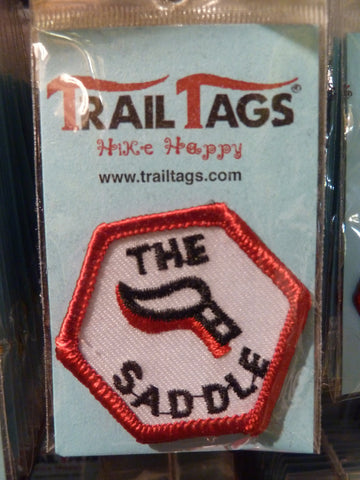 TRAIL TAGS®
HiKe Happy
www.trailtags.com
THE
SADDLE